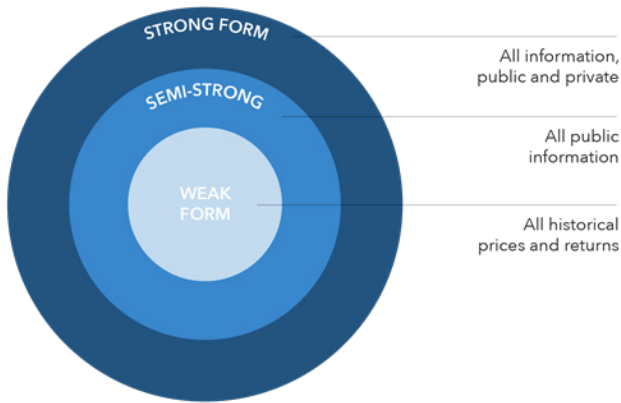 STRONG FORM
All information,
public and private
SEMI-STRONG
All public
information
WEAK
FORM
All historical
prices and returns